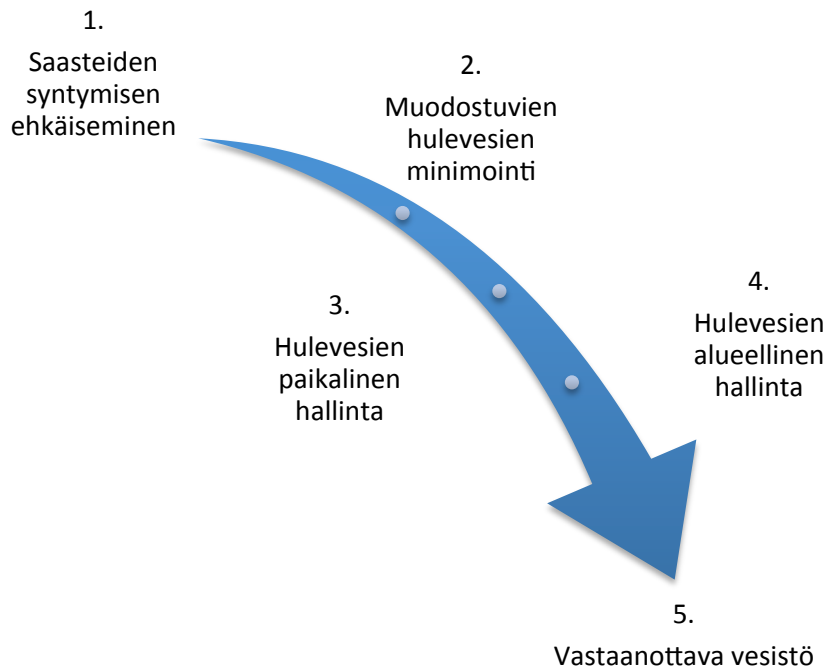 1.
Saasteiden
syntymisen
ehkäiseminen
2.
Muodostuvien
hulevesien
minimointi
3.
Hulevesien
paikalinen
hallinta
4.
Hulevesien
alueellinen
hallinta
5.
Vastaanottava vesistö